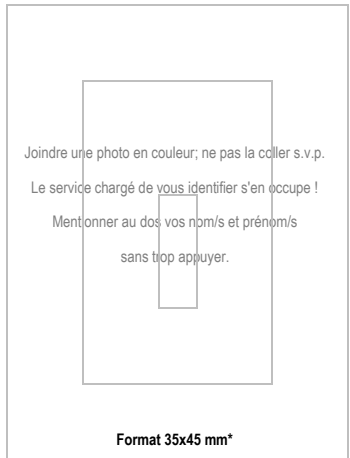 Joindre une photo en couleur; ne pas la coller s.v.p.
Le service chargé de vous identifier s'en occupe !
Mentionner au dos vos nom/s et prénom/s
sans trop appuyer.
Format 35x45 mm*